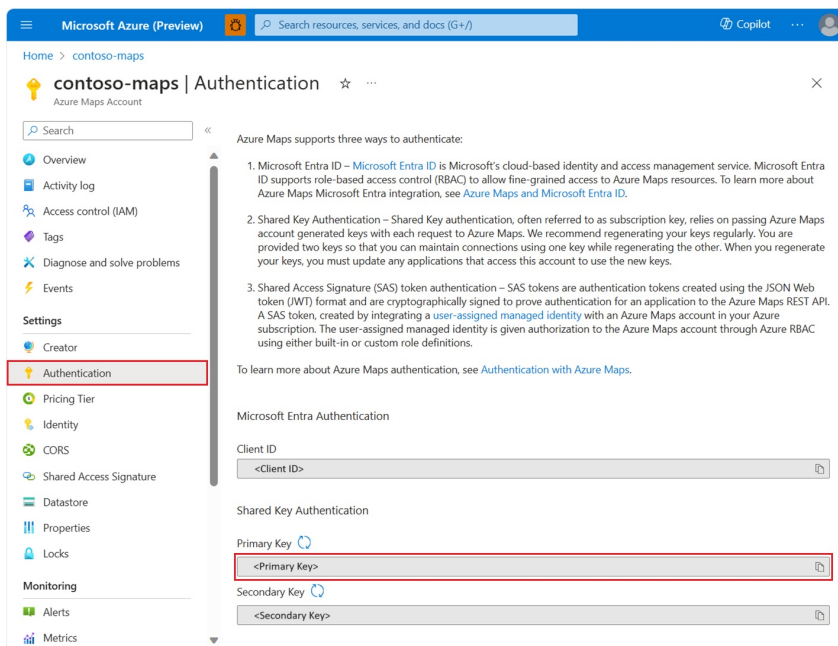 Microsoft Azure (Preview)
Search resources, services, and docs (G+/)
Copilot
Home > contoso-maps
contoso-maps | Authentication
Azure Maps Account
Search
Overview
Activity log
Access control (IAM)
Tags
Diagnose and solve problems
Events
Settings
Creator
Authentication
Pricing Tier
Identity
CORS
Shared Access Signature
Datastore
Properties
Locks
Monitoring
Alerts
Metrics
Azure Maps supports three ways to authenticate:
1. Microsoft Entra ID – Microsoft Entra ID is Microsoft's cloud-based identity and access management service. Microsoft Entra
ID supports role-based access control (RBAC) to allow fine-grained access to Azure Maps resources. To learn more about
Azure Maps Microsoft Entra integration, see Azure Maps and Microsoft Entra ID.
2. Shared Key Authentication – Shared Key authentication, often referred to as subscription key, relies on passing Azure Maps
account generated keys with each request to Azure Maps. We recommend regenerating your keys regularly. You are
provided two keys so that you can maintain connections using one key while regenerating the other. When you regenerate
your keys, you must update any applications that access this account to use the new keys.
3. Shared Access Signature (SAS) token authentication – SAS tokens are authentication tokens created using the JSON Web
token (JWT) format and are cryptographically signed to prove authentication for an application to the Azure Maps REST API.
A SAS token, created by integrating a user-assigned managed identity with an Azure Maps account in your Azure
subscription. The user-assigned managed identity is given authorization to the Azure Maps account through Azure RBAC
using either built-in or custom role definitions.
To learn more about Azure Maps authentication, see Authentication with Azure Maps.
Microsoft Entra Authentication
Client ID
<Client ID>
Shared Key Authentication
Primary Key
<Primary Key>
Secondary Key
<Secondary Key>